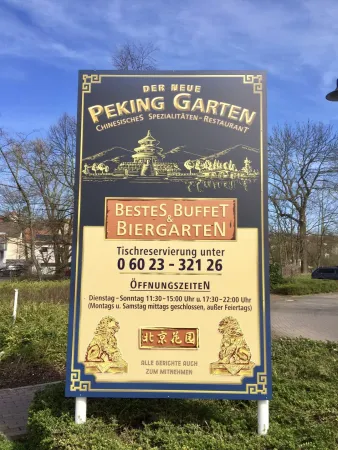 DER NEUE
PEKING GARTEN
CHINESISCHES SPEZIALITÄTEN-RESTAURANT
BESTES BUFFET
&
BIERGARTEN
Tischreservierung unter
0 60 23 - 321 26
ÖFFNUNGSZEITEN
Dienstag - Sonntag 11:30 - 15:00 Uhr u. 17:30 - 22:00 Uhr
(Montags u. Samstag mittags geschlossen, außer Feiertags)
北京花园
ALLE GERICHTE AUCH
ZUM MITNEHMEN